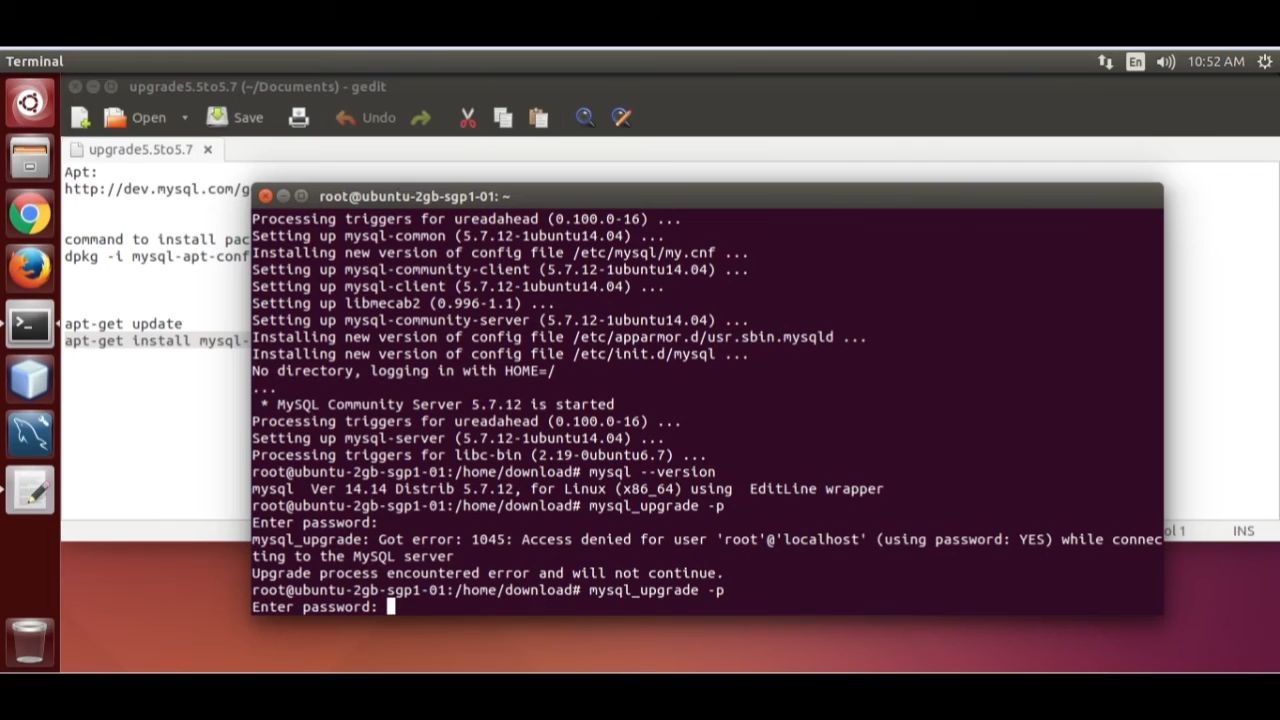 Terminal
En
10:52 AM
upgrade5.5to5.7 (~/Documents) - gedit
Open
Save
Undo
upgrade5.5to5.7
Apt:
http://dev.mysql.com/g
command to install pac
dpkg -i mysql-apt-conf
apt-get update
apt-get install mysql-
root@ubuntu-2gb-sgp1-01: ~
Processing triggers for ureadahead (0.100.0-16) ...
Setting up mysql-common (5.7.12-1ubuntu14.04) ...
Installing new version of config file /etc/mysql/my.cnf ...
Setting up mysql-community-client (5.7.12-1ubuntu14.04) ...
Setting up mysql-client (5.7.12-1ubuntu14.04) ...
Setting up libmecab2 (0.996-1.1) ...
Setting up mysql-community-server (5.7.12-1ubuntu14.04) ...
Installing new version of config file /etc/apparmor.d/usr.sbin.mysqld ...
Installing new version of config file /etc/init.d/mysql ...
No directory, logging in with HOME=/
...
* MySQL Community Server 5.7.12 is started
Processing triggers for ureadahead (0.100.0-16) ...
Setting up mysql-server (5.7.12-1ubuntu14.04) ...
Processing triggers for libc-bin (2.19-0ubuntu6.7) ...
root@ubuntu-2gb-sgp1-01:/home/download# mysql --version
mysql  Ver 14.14 Distrib 5.7.12, for Linux (x86_64) using  EditLine wrapper
root@ubuntu-2gb-sgp1-01:/home/download# mysql_upgrade -p
Enter password:
mysql_upgrade: Got error: 1045: Access denied for user 'root'@'localhost' (using password: YES) while connec
ting to the MySQL server
Upgrade process encountered error and will not continue.
root@ubuntu-2gb-sgp1-01:/home/download# mysql_upgrade -p
Enter password:
ol 1
INS